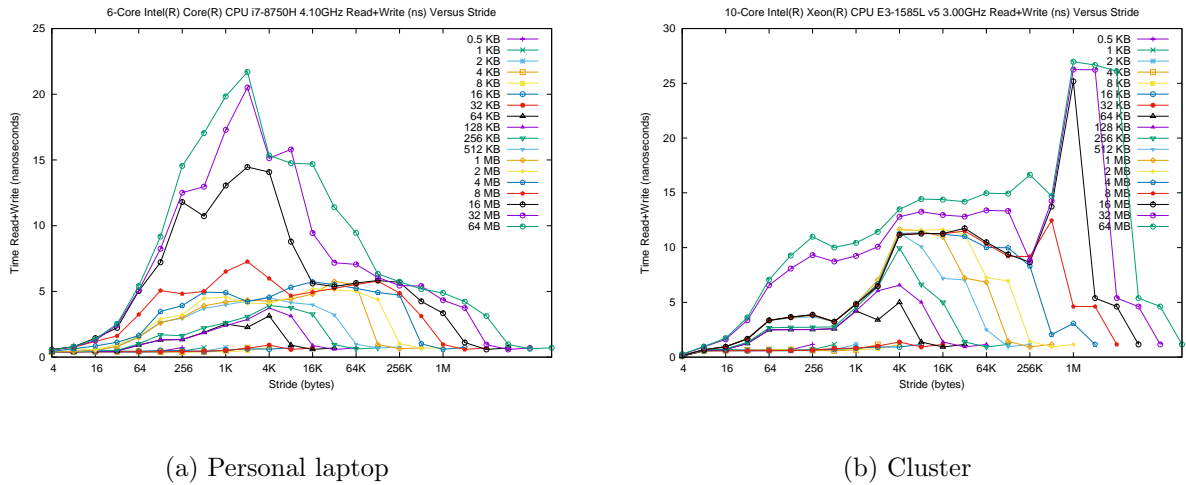 6-Core Intel(R) Core(R) CPU i7-8750H 4.10GHz Read+Write (ns) Versus Stride
Time Read+Write (nanoseconds)
25
20
15
10
5
0
4
16
64
256
1K
4K
16K
64K
256K
1M
Stride (bytes)
0.5 KB
1 KB
2 KB
4 KB
8 KB
16 KB
32 KB
64 KB
128 KB
256 KB
512 KB
1 MB
2 MB
4 MB
8 MB
16 MB
32 MB
64 MB
(a) Personal laptop
10-Core Intel(R) Xeon(R) CPU E3-1585L v5 3.00GHz Read+Write (ns) Versus Stride
Time Read+Write (nanoseconds)
30
25
20
15
10
5
0
4
16
64
256
1K
4K
16K
64K
256K
1M
Stride (bytes)
0.5 KB
1 KB
2 KB
4 KB
8 KB
16 KB
32 KB
64 KB
128 KB
256 KB
512 KB
1 MB
2 MB
4 MB
8 MB
16 MB
32 MB
64 MB
(b) Cluster